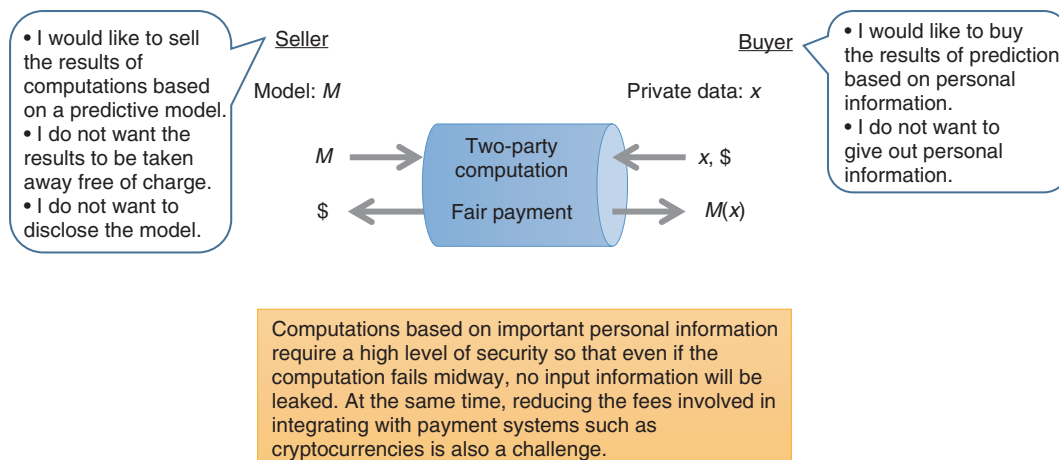 • I would like to sell
the results of
computations based
on a predictive model.
• I do not want the
results to be taken
away free of charge.
• I do not want to
disclose the model.
Seller
Model: M
Buyer
Private data: x
• I would like to buy
the results of prediction
based on personal
information.
• I do not want to
give out personal
information.
M
Two-party
computation
x, $
$
Fair payment
M(x)
Computations based on important personal information
require a high level of security so that even if the
computation fails midway, no input information will be
leaked. At the same time, reducing the fees involved in
integrating with payment systems such as
cryptocurrencies is also a challenge.